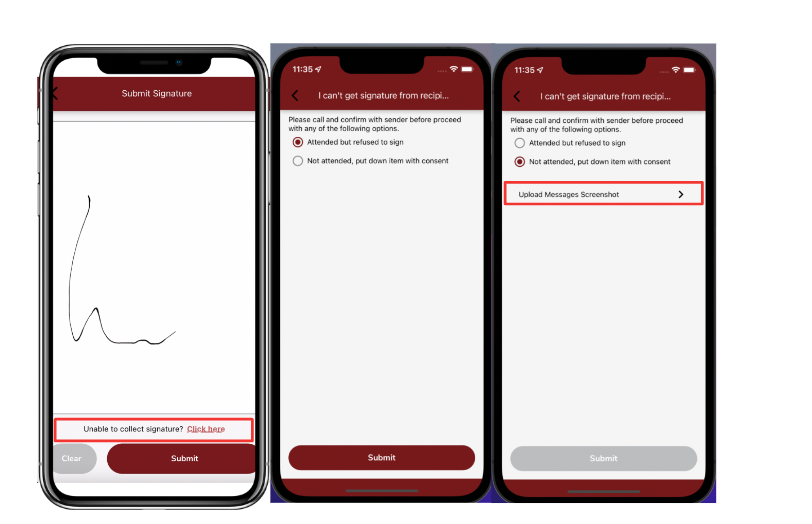 Submit Signature
Unable to collect signature? Click here
Clear
Submit
11:35
I can't get signature from recipi...
Please call and confirm with sender before proceed
with any of the following options.
Attended but refused to sign
Not attended, put down item with consent
Submit
11:35
I can't get signature from recipi...
Please call and confirm with sender before proceed
with any of the following options.
Attended but refused to sign
Not attended, put down item with consent
Upload Messages Screenshot
Submit